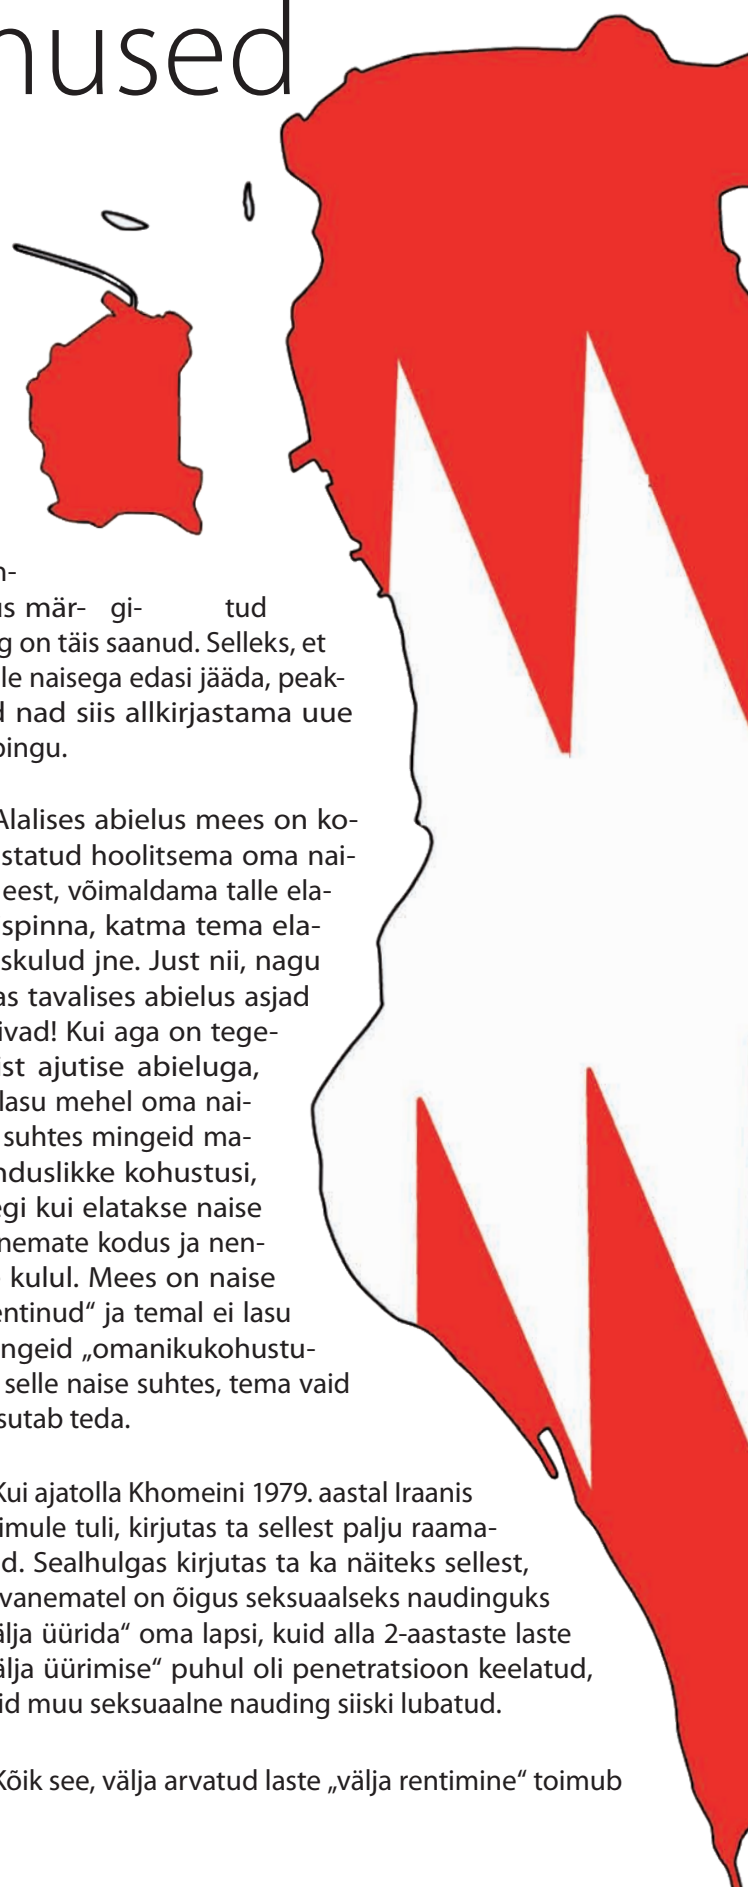 nused
n-
us mär- gi- tud
g on täis saanud. Selleks, et
lle naisega edasi jääda, peak-
d nad siis allkirjastama uue
pingu.
Alalises abielus mees on ko-
statud hoolitsema oma nai-
eest, võimaldama talle ela-
spinna, katma tema ela-
skulud jne. Just nii, nagu
as tavalises abielus asjad
ivad! Kui aga on tege-
ist ajutise abieluga,
lasu mehel oma nai-
suhtes mingeid ma-
nduslikke kohustusi,
egi kui elatakse naise
nemate kodus ja nen-
kulul. Mees on naise
entinud“ ja temal ei lasu
ngeid „omanikukohustu-
selle naise suhtes, tema vaid
sutab teda.
Kui ajatolla Khomeini 1979. aastal Iraanis
imule tuli, kirjutas ta sellest palju raama-
d. Sealhulgas kirjutas ta ka näiteks sellest,
vanematel on õigus seksuaalseks naudinguks
älja üürida“ oma lapsi, kuid alla 2-aastaste laste
älja üürimise“ puhul oli penetratsioon keelatud,
id muu seksuaalne nauding siiski lubatud.
Kõik see, välja arvatud laste „välja rentimine“ toimub